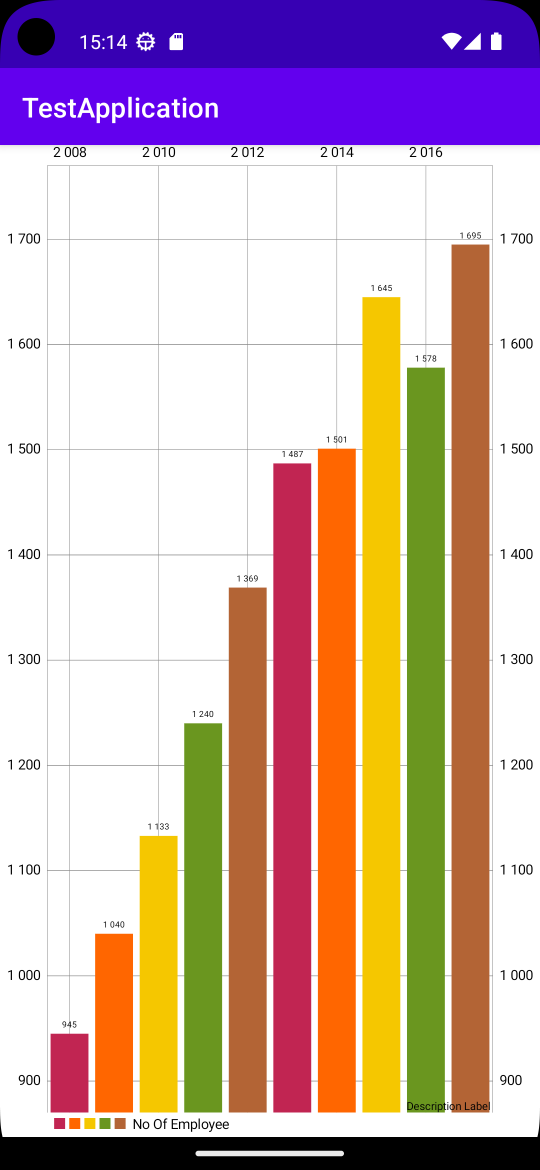 15:14
TestApplication
2 008 2 010 2 012 2 014 2 016
1 695
1 700 1 700
1 645
1 600 1 600
1 578
1 501
1 500 1 500
1 487
1 400 1 400
1 369
1 300 1 300
1 240
1 200 1 200
1 133
1 100 1 100
1 040
1 000 1 000
945
900 900
Description Label
No Of Employee